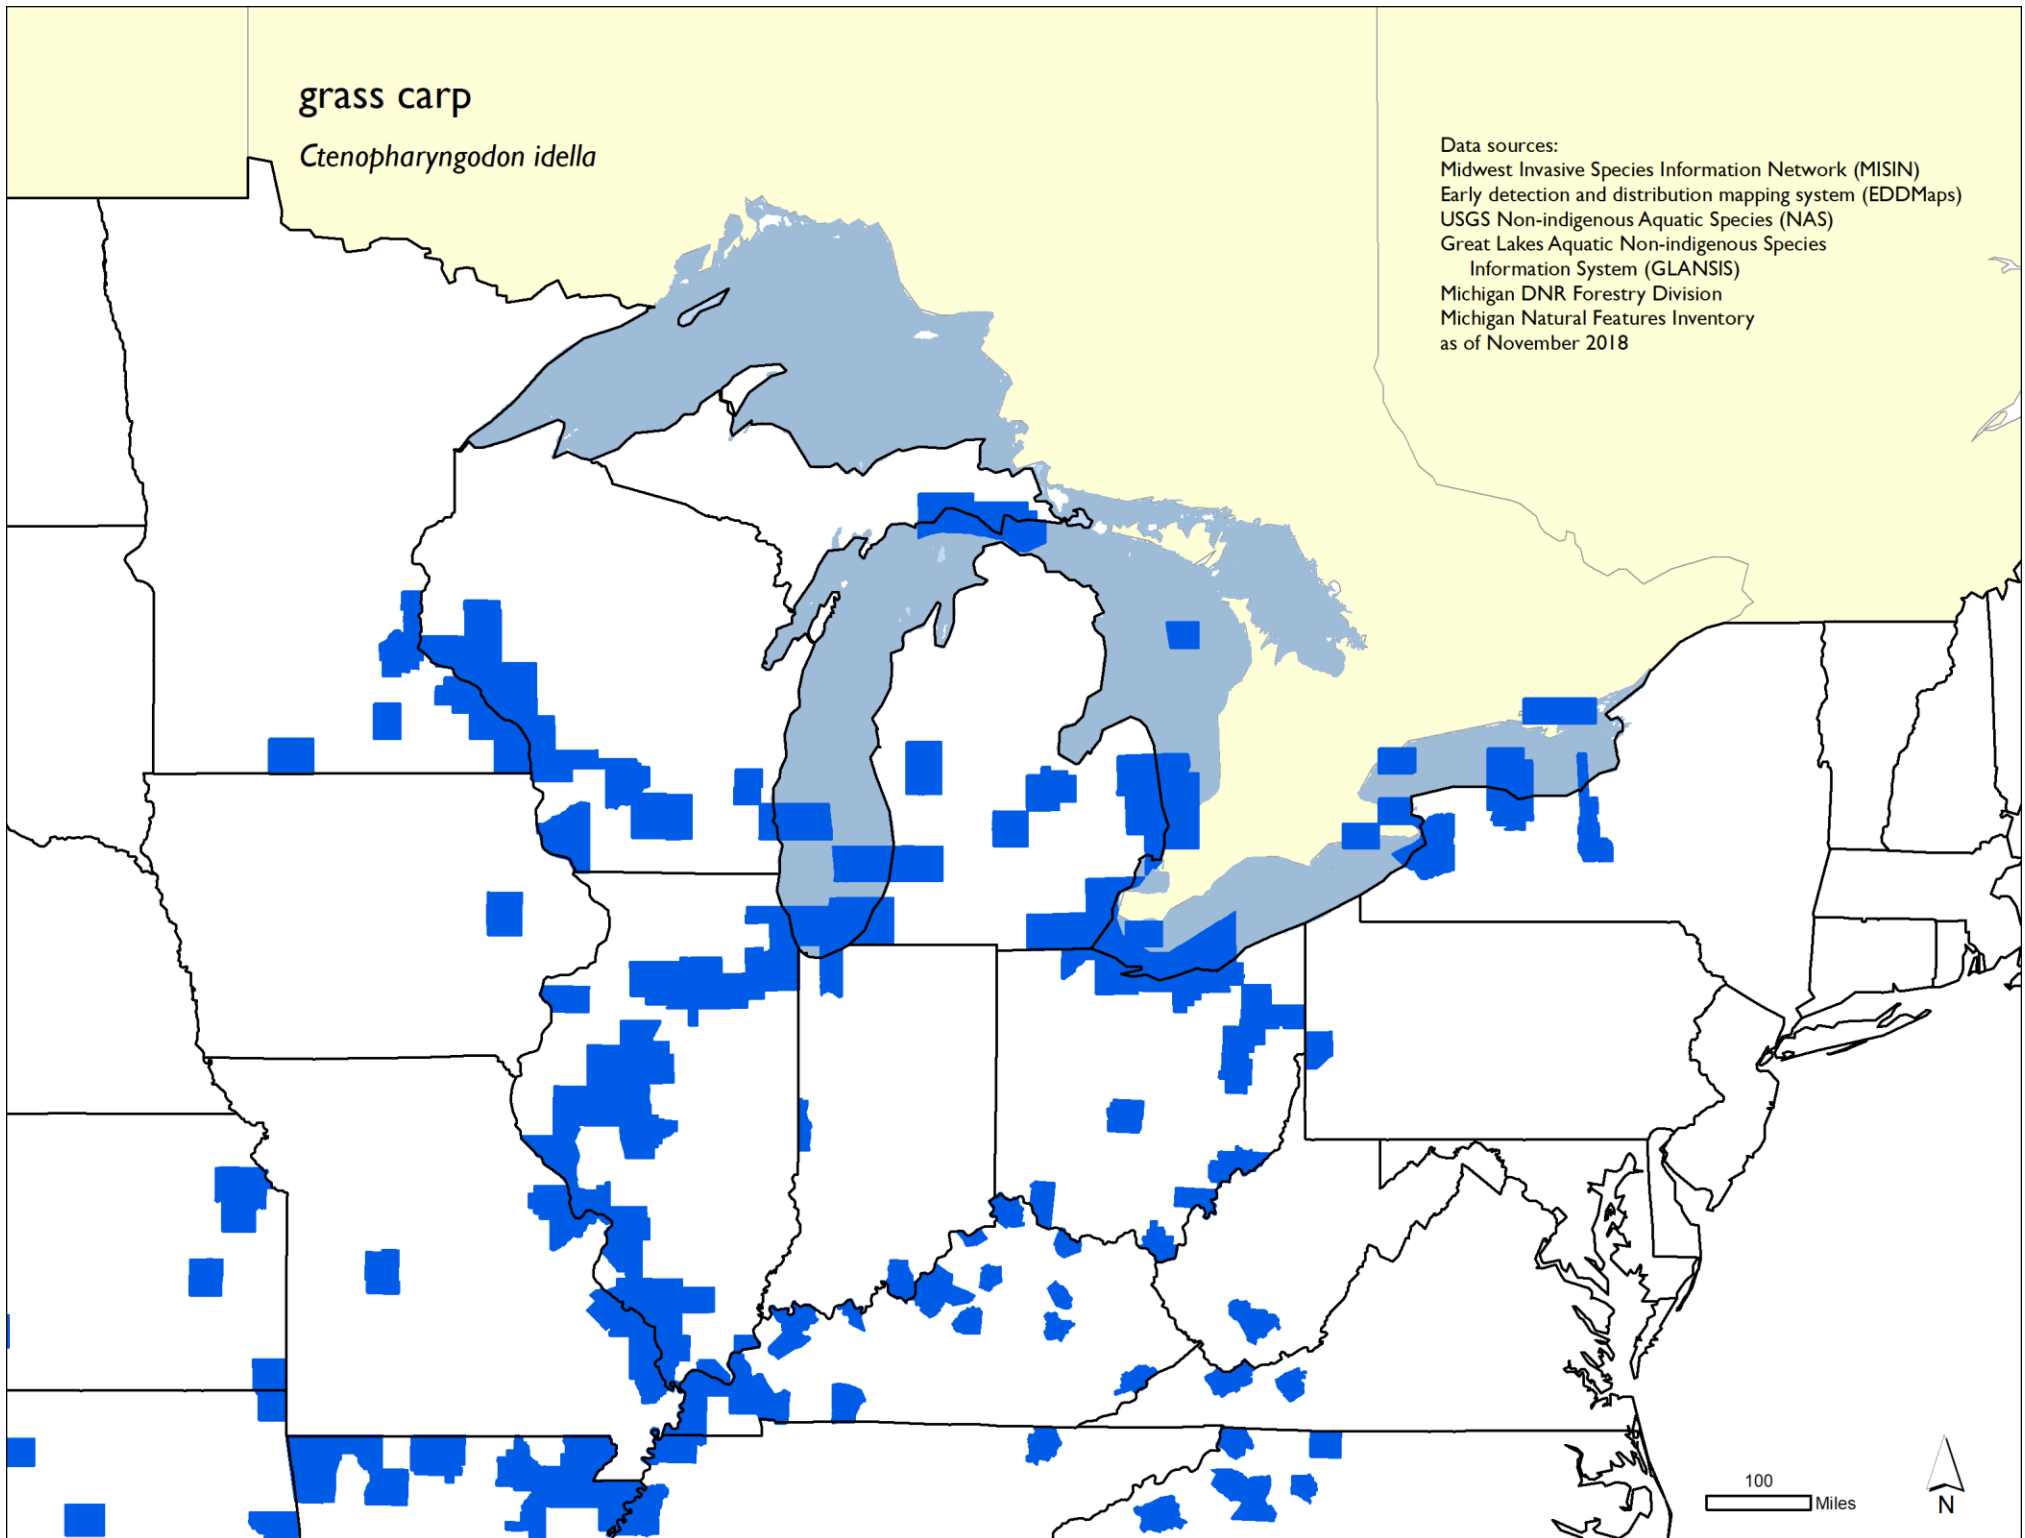 grass carp
Ctenopharyngodon idella
Data sources:
Midwest Invasive Species Information Network (MISIN)
Early detection and distribution mapping system (EDDMaps)
USGS Non-indigenous Aquatic Species (NAS)
Great Lakes Aquatic Non-indigenous Species
Information System (GLANSIS)
Michigan DNR Forestry Division
Michigan Natural Features Inventory
as of November 2018
100
Miles
N